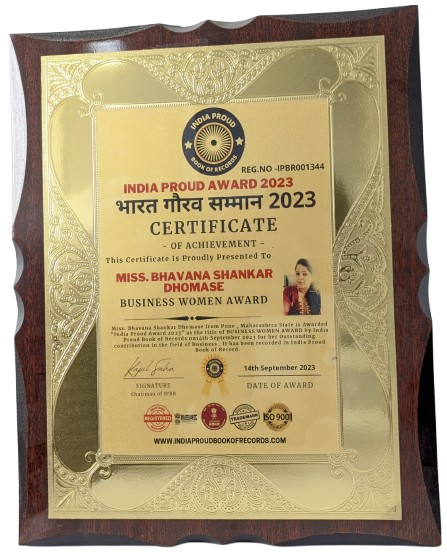 INDIA PROUD
BOOK OF RECORDS
REG.NO -IPBR001344
INDIA PROUD AWARD 2023
भारत गौरव सम्मान 2023
CERTIFICATE
- OF ACHIEVEMENT -
This Certificate Is Proudly Presented To
MISS. BHAVANA SHANKAR
DHOMASE
BUSINESS WOMEN AWARD
Miss. Bhavana Shankar Dhomase from Pune , Maharashtra State is Awarded
"India Proud Award 2023" as the title of BUSINESS WOMEN AWARD by India
Proud Book of Records on14th September 2023 for her Outstanding
contribution in the field of Business . It has been recorded in India Proud
Book of Record.
Kapil Sinha
14th September 2023
SIGNATURE
DATE OF AWARD
Chairman of IPBR
REGISTERED
TRADEMARK
ISO 9001
WWW.INDIAPROUDBOOKOFRECORDS.COM